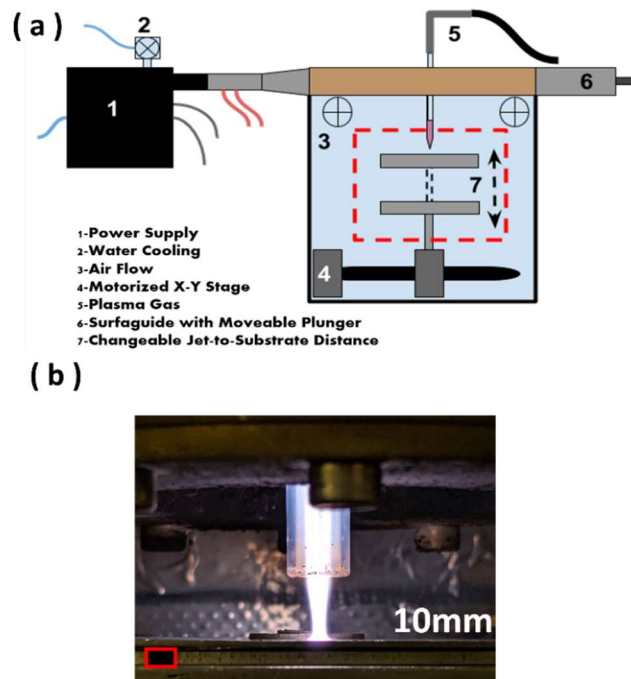 ( a )
2
5
1
6
3
7
4
1-Power Supply
2-Water Cooling
3-Air Flow
4-Motorized X-Y Stage
5-Plasma Gas
6-Surfaguide with Moveable Plunger
7-Changeable Jet-to-Substrate Distance
( b )
10mm